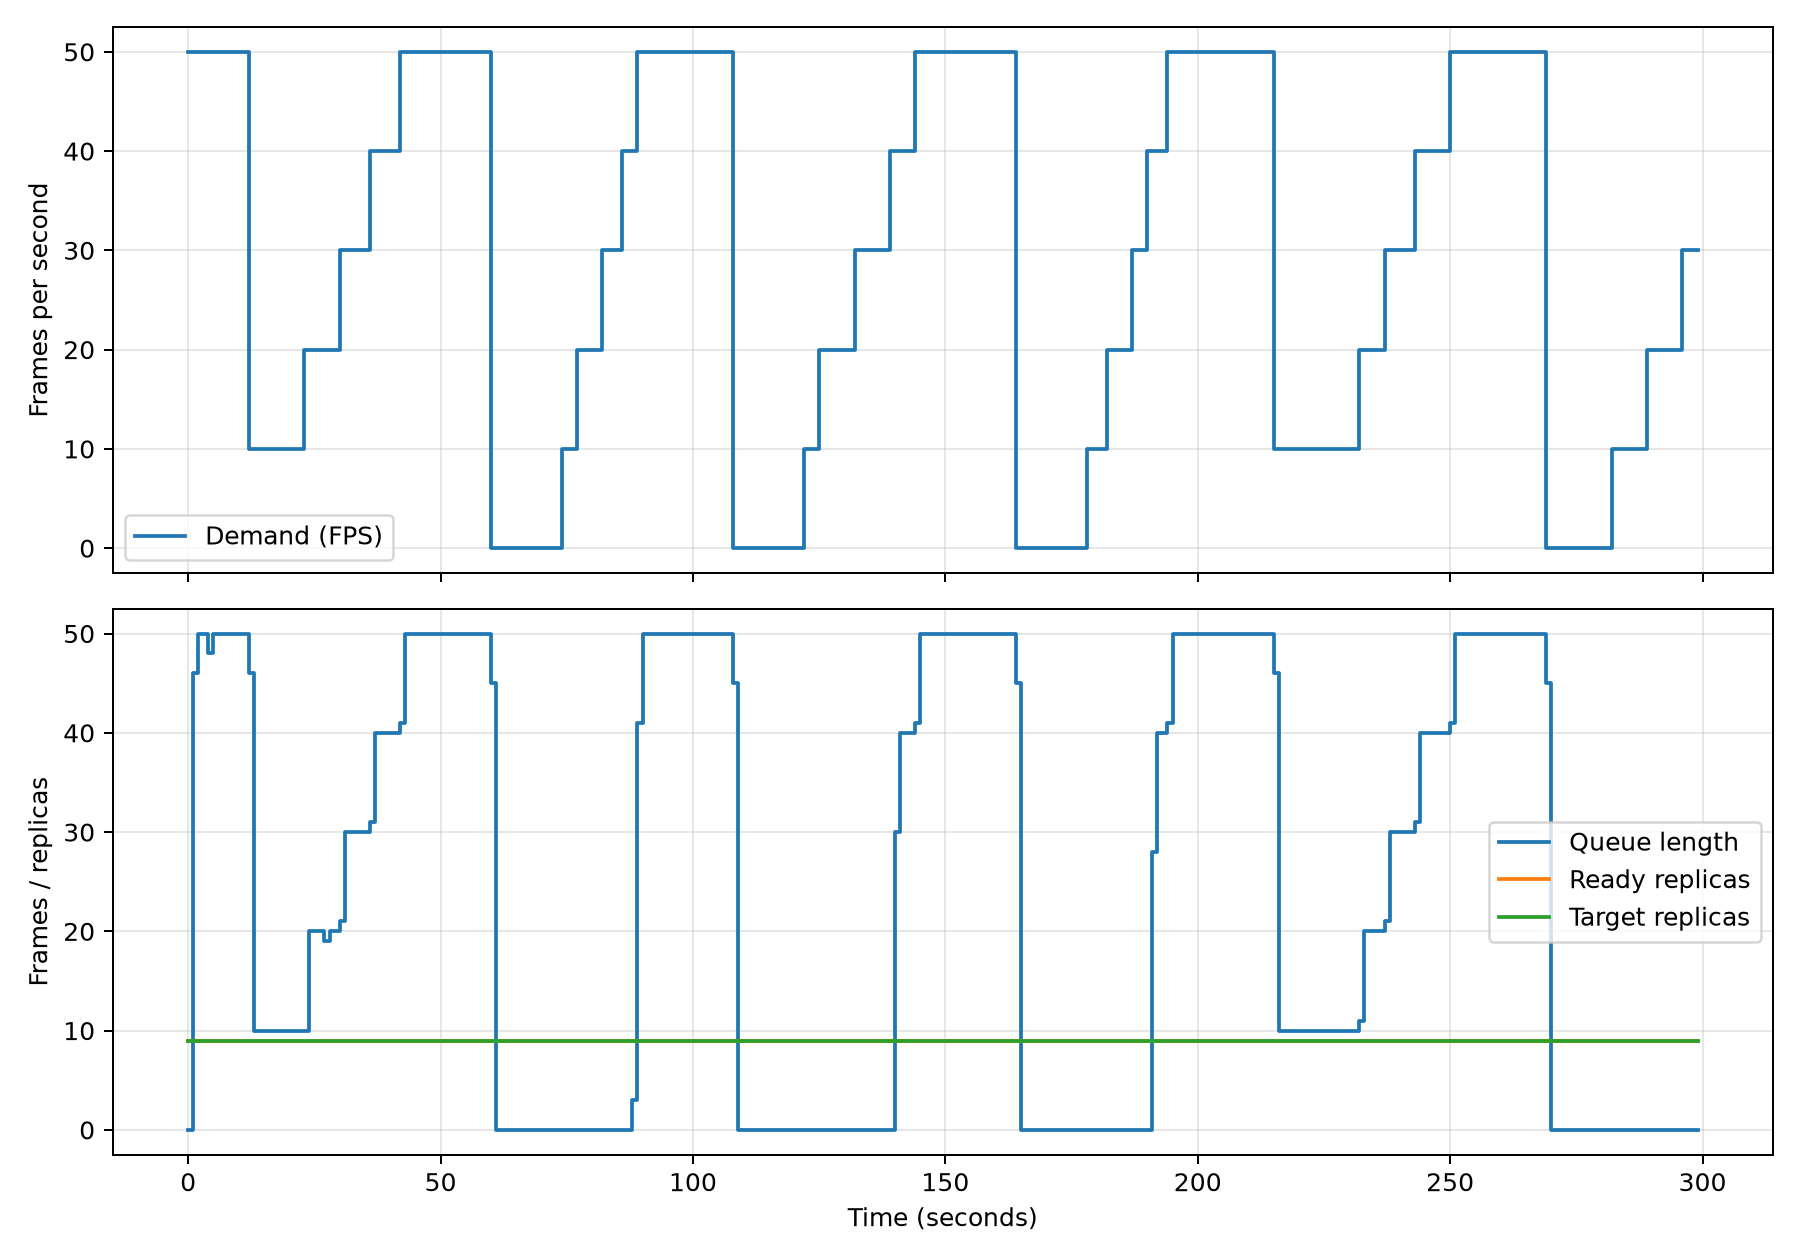 50
40
30
20
10
0
Frames per second
Demand (FPS)
50
40
30
20
10
0
Frames / replicas
Queue length
Ready replicas
Target replicas
0 50 100 150 200 250 300
Time (seconds)